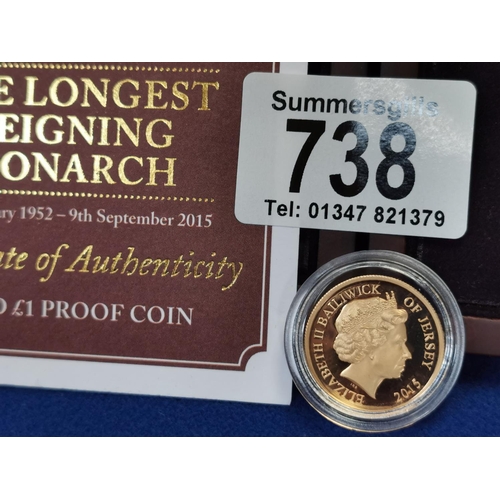 E LONGEST
EIGNING
ONARCH
ry 1952 – 9th September 2015
ate of Authenticity
D £1 PROOF COIN
Summersgills
738
Tel: 01347 821379
ELIZABETH II BAILIWICK OF JERSEY
2015